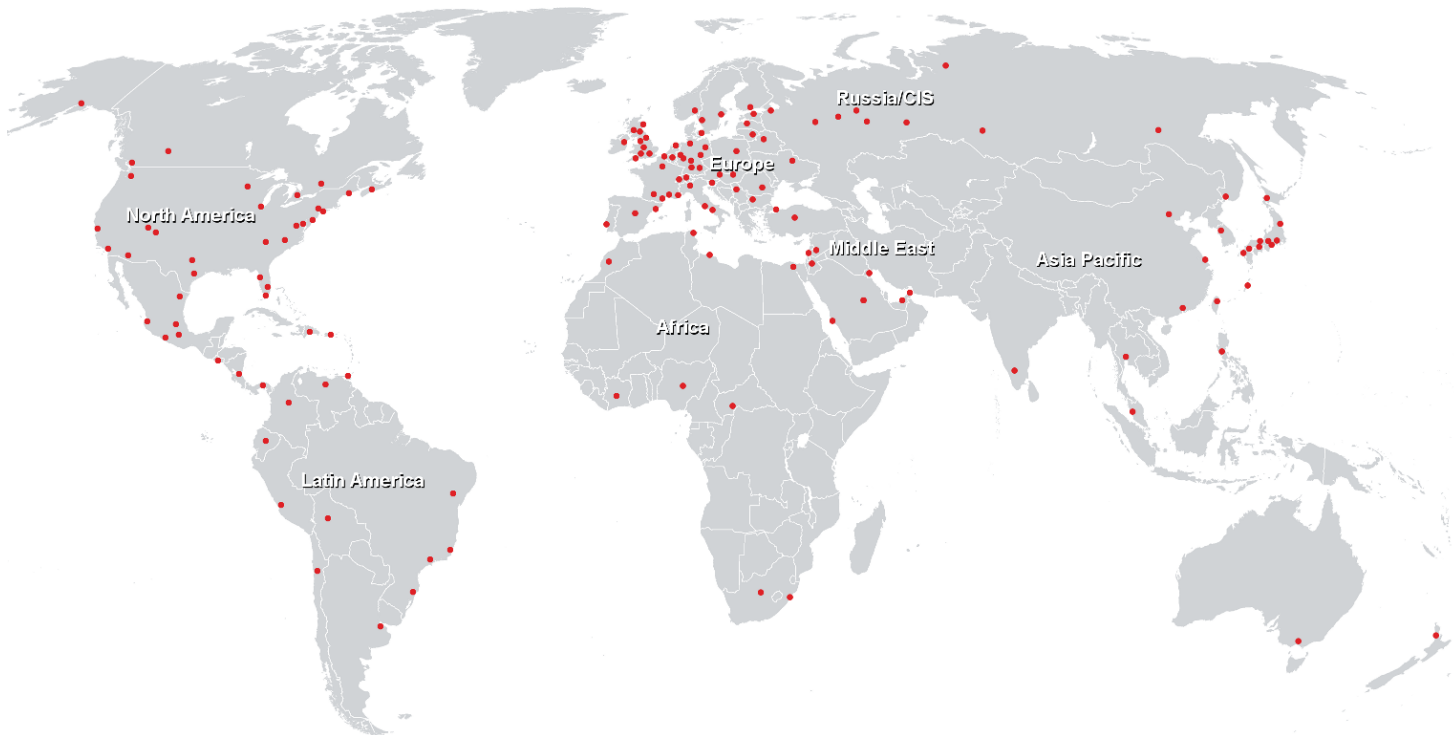 Russia/CIS
Europe
North America
Middle East
Asia Pacific
Africa
Latin America